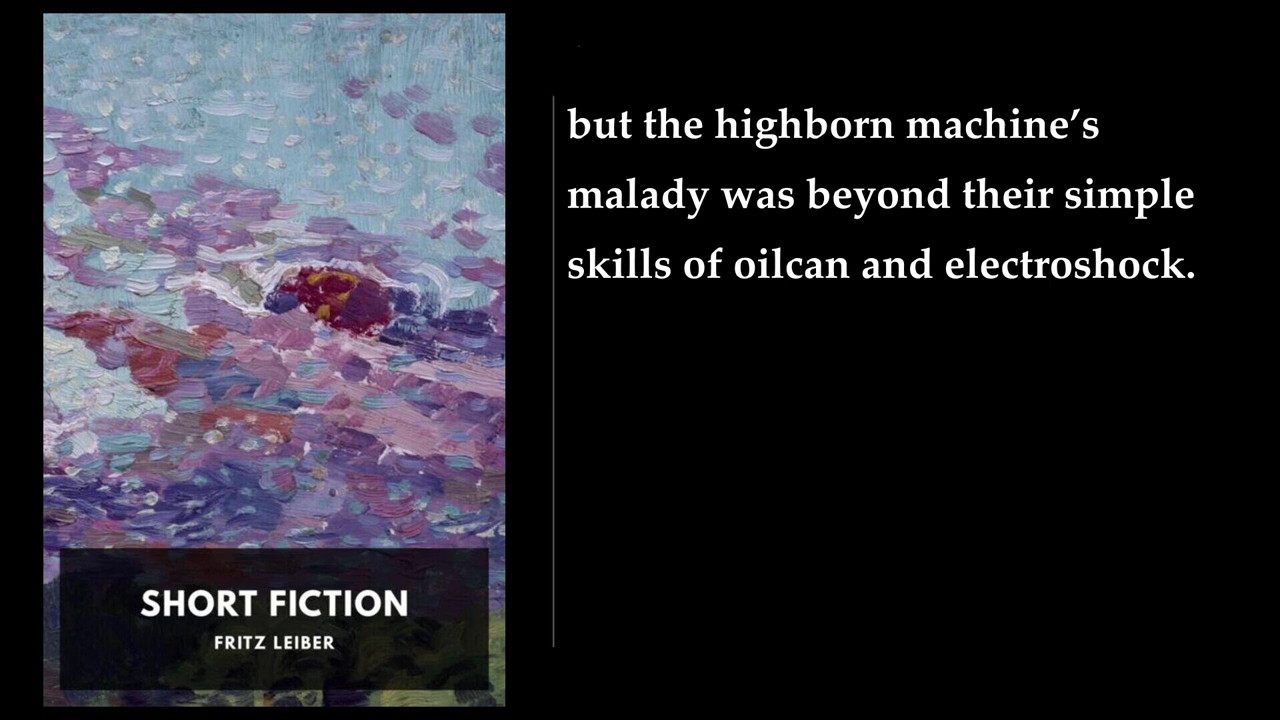 but the highborn machine’s
malady was beyond their simple
skills of oilcan and electroshock.
SHORT FICTION
FRITZ LEIBER